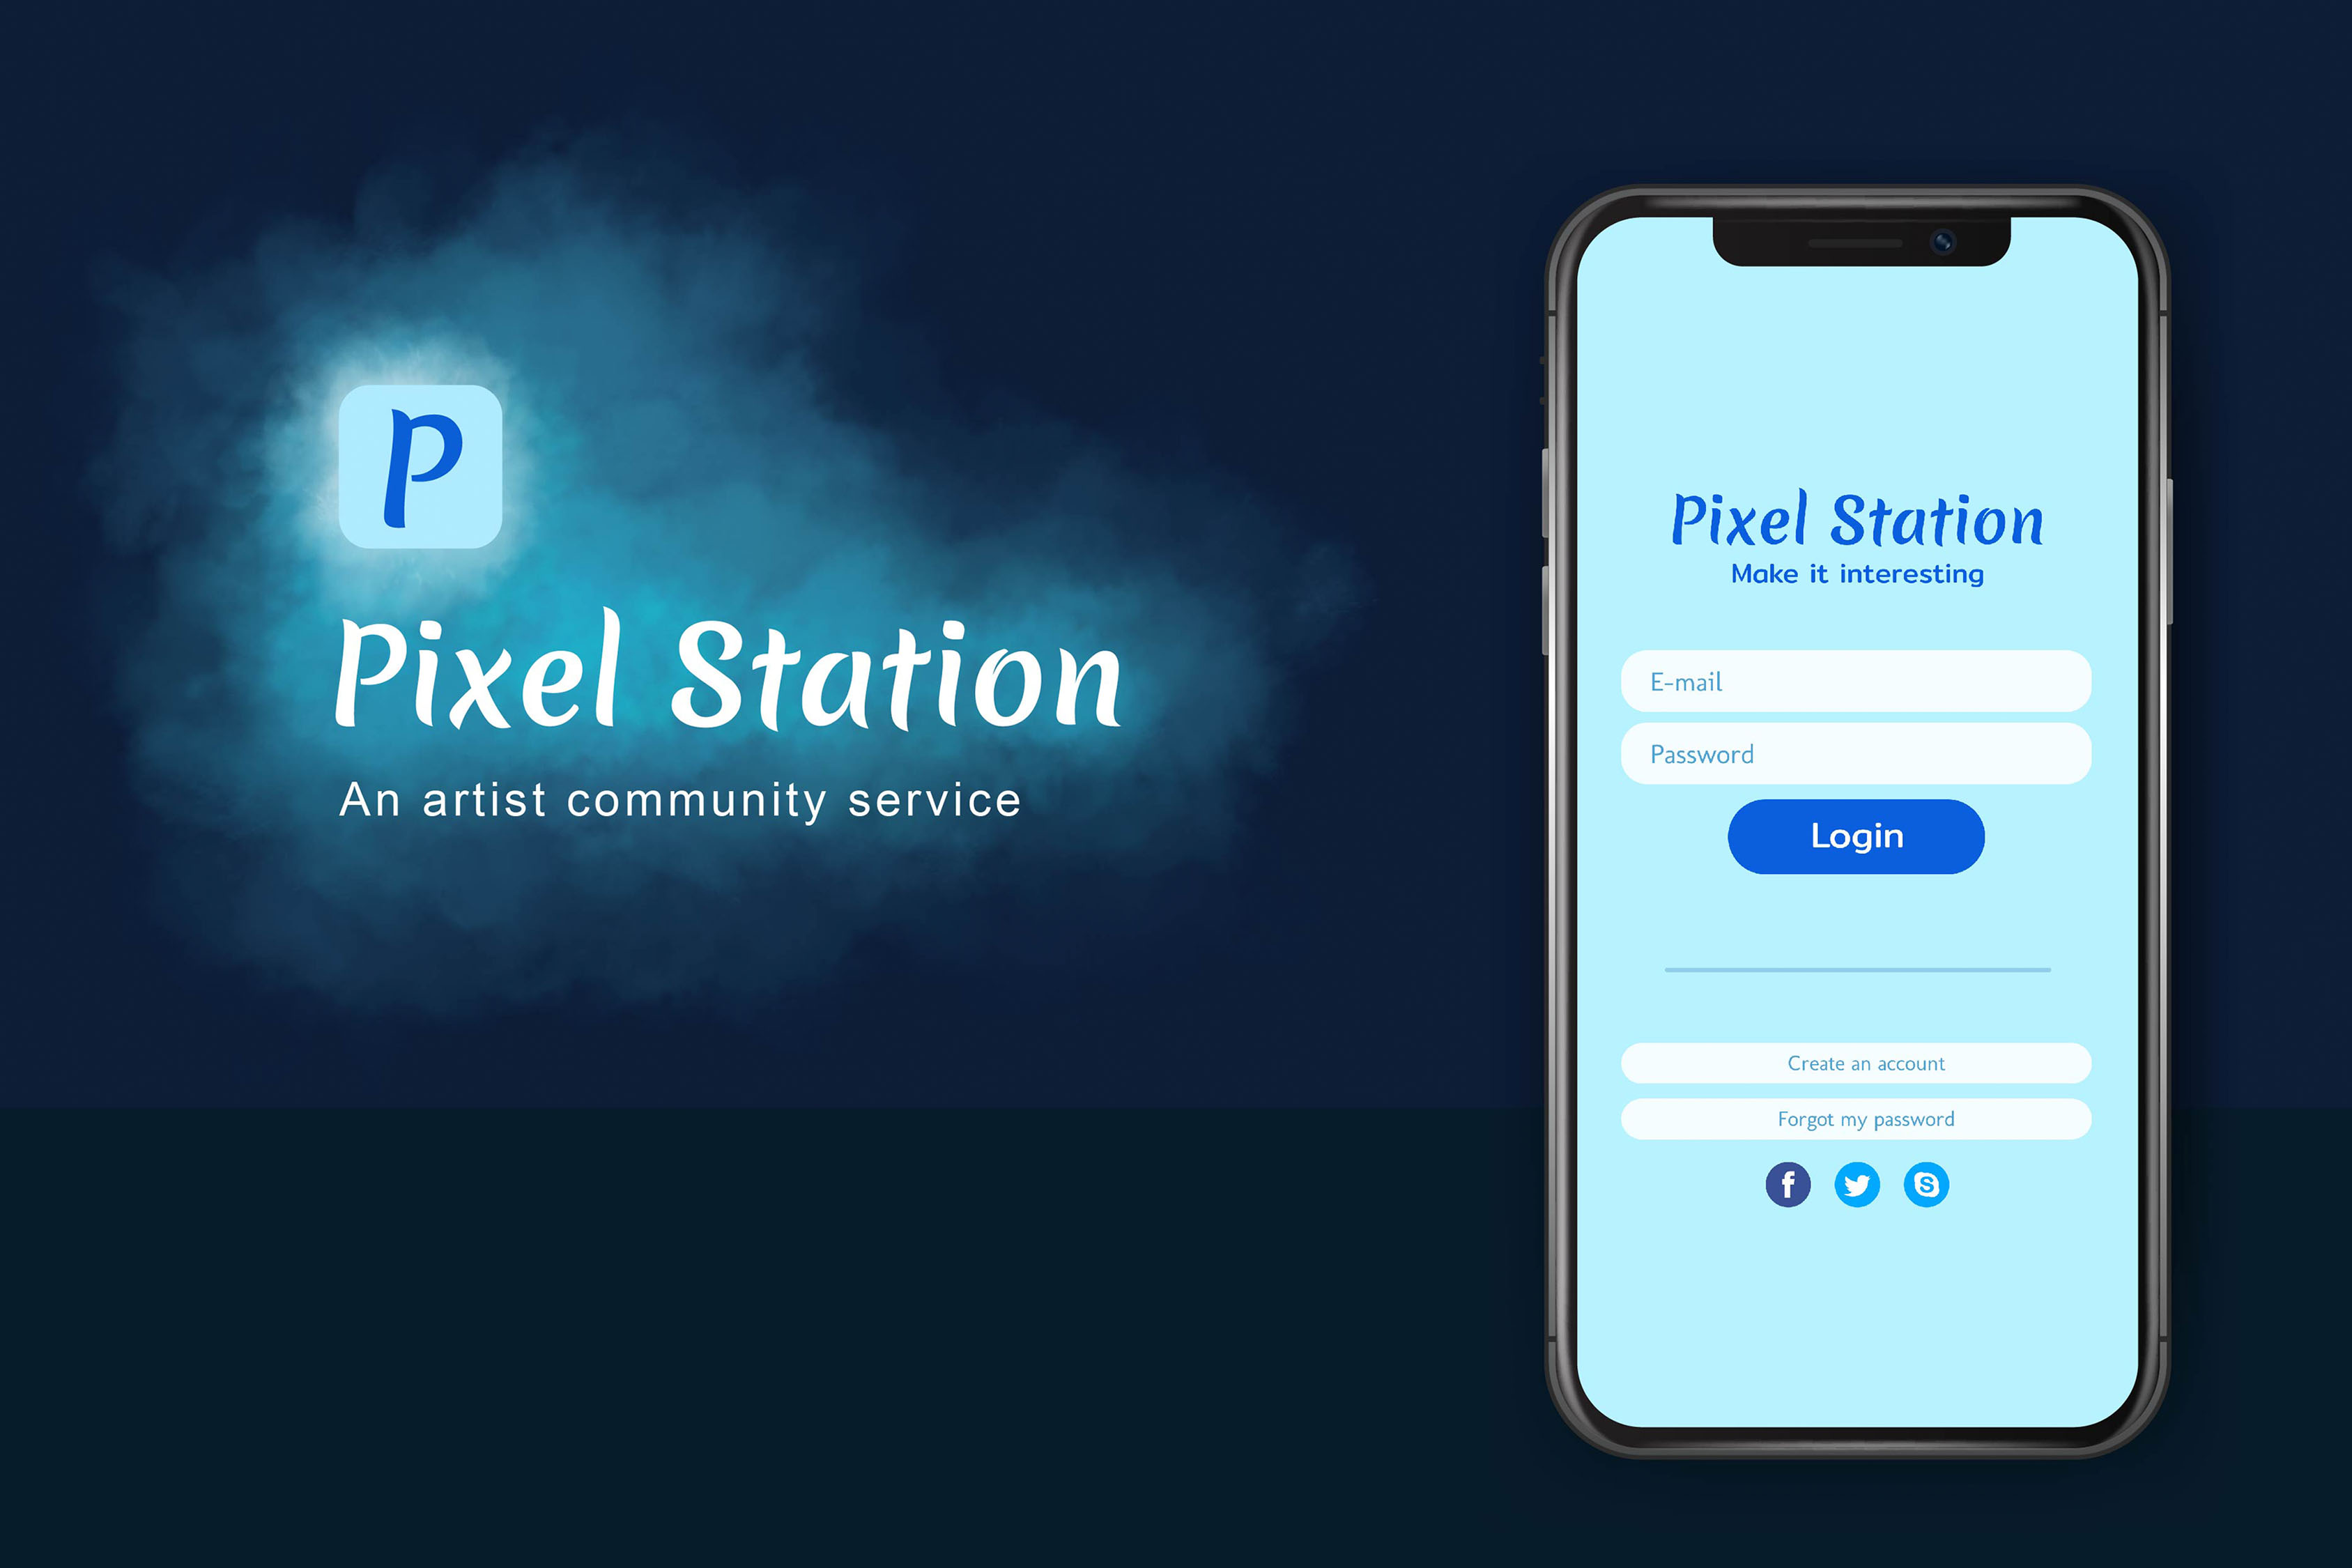 P
Pixel Station
An artist community service
Pixel Station
Make it interesting
E-mail
Password
Login
Create an account
Forgot my password